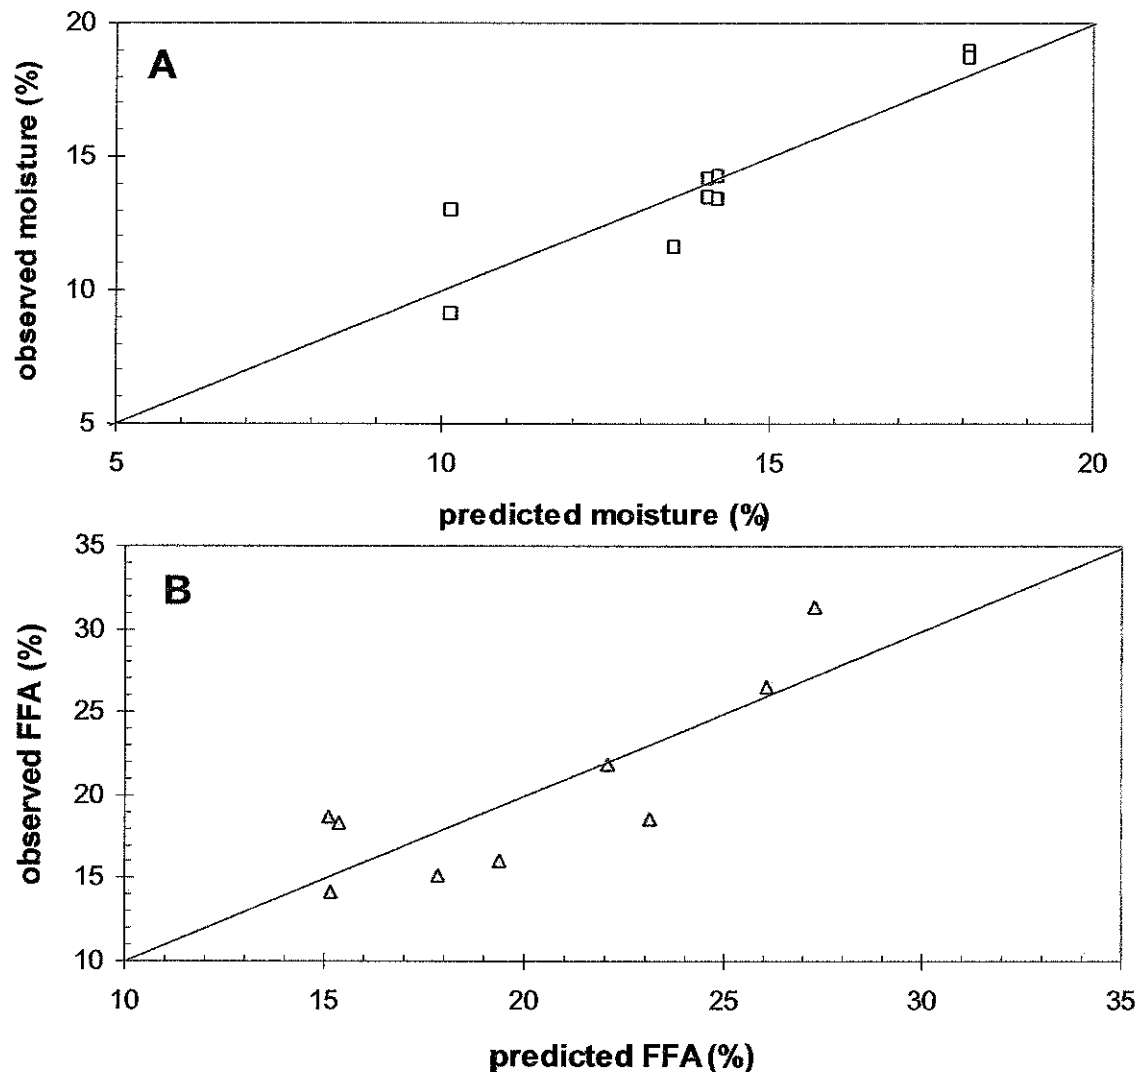 20
A
15
10
5
observed moisture (%)
5 10 15 20
predicted moisture (%)
35
B
30
25
20
15
10
observed FFA (%)
10 15 20 25 30 35
predicted FFA (%)